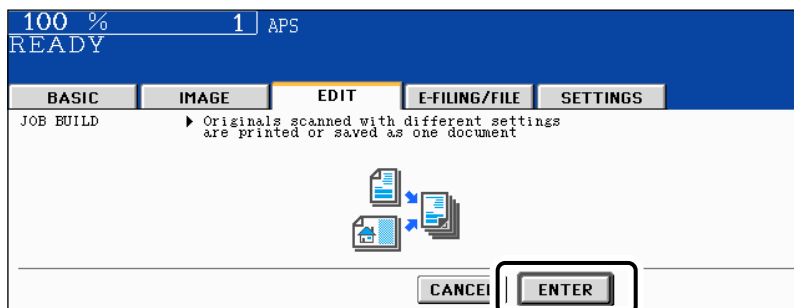 100 % 1 APS
READY
BASIC IMAGE EDIT E-FILING/FILE SETTINGS
JOB BUILD Originals scanned with different settings
are printed or saved as one document
CANCEL ENTER